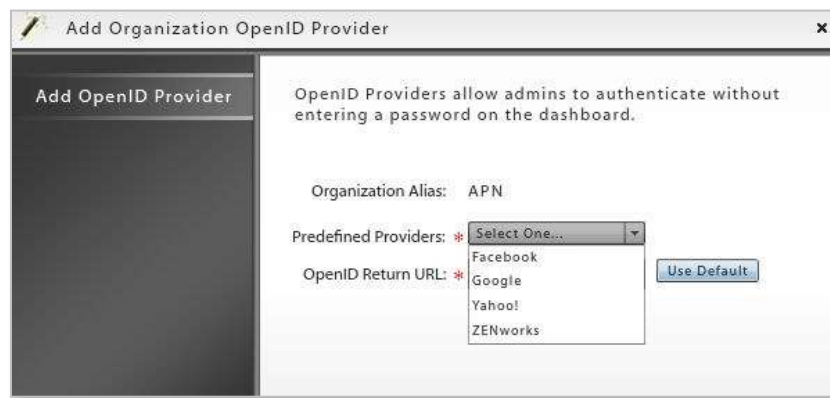 Add Organization OpenID Provider
Add OpenID Provider
OpenID Providers allow admins to authenticate without
entering a password on the dashboard.
Organization Alias: APN
Predefined Providers: * Select One...
Facebook
OpenID Return URL: * Google Use Default
Yahoo!
ZENworks